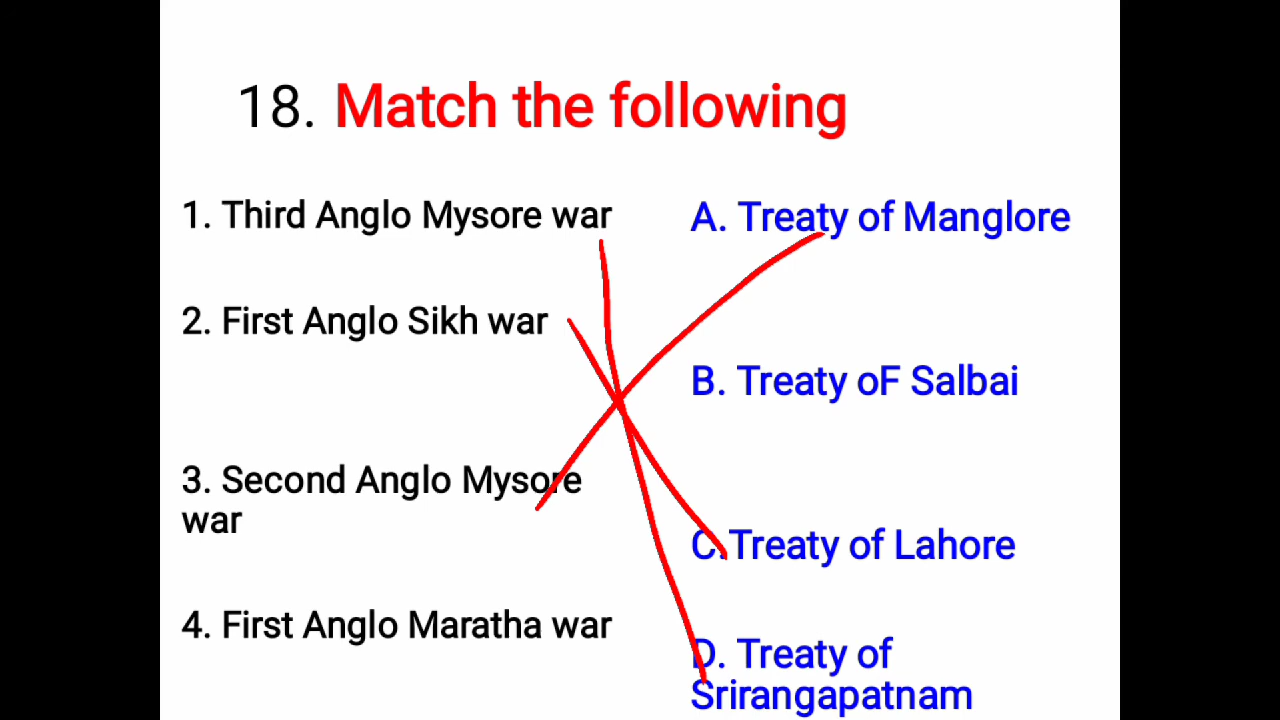 18. Match the following
1. Third Anglo Mysore war
A. Treaty of Manglore
2. First Anglo Sikh war
B. Treaty oF Salbai
3. Second Anglo Mysore
war
C.Treaty of Lahore
4. First Anglo Maratha war
D. Treaty of
Srirangapatnam